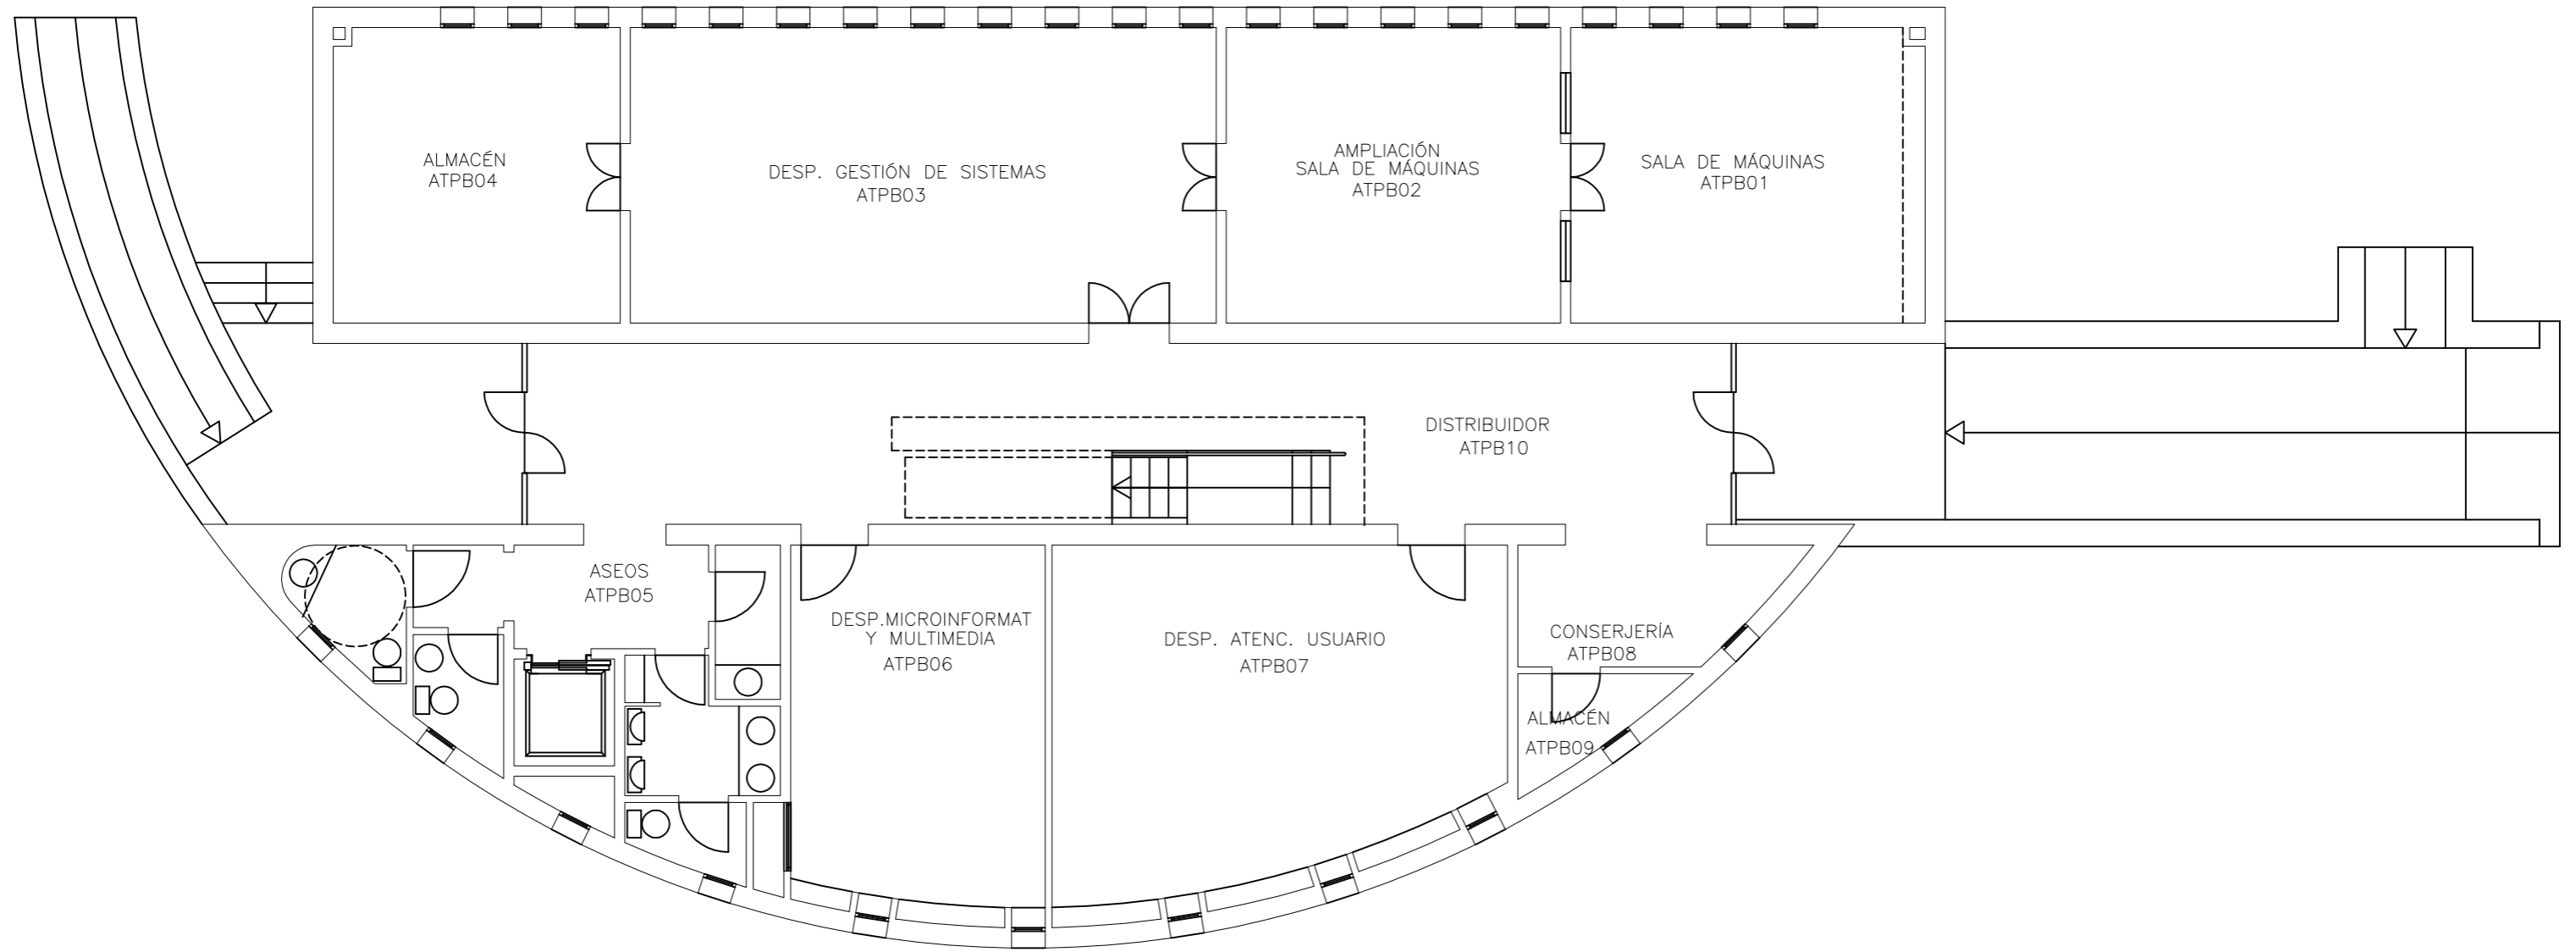 ALMACÉN
ATPB04
DESP. GESTIÓN DE SISTEMAS
ATPB03
AMPLIACIÓN
SALA DE MÁQUINAS
ATPB02
SALA DE MÁQUINAS
ATPB01
DISTRIBUIDOR
ATPB10
ASEOS
ATPB05
DESP.MICROINFORMAT
Y MULTIMEDIA
ATPB06
DESP. ATENC. USUARIO
ATPB07
CONSERJERÍA
ATPB08
ALMACÉN
ATPB09